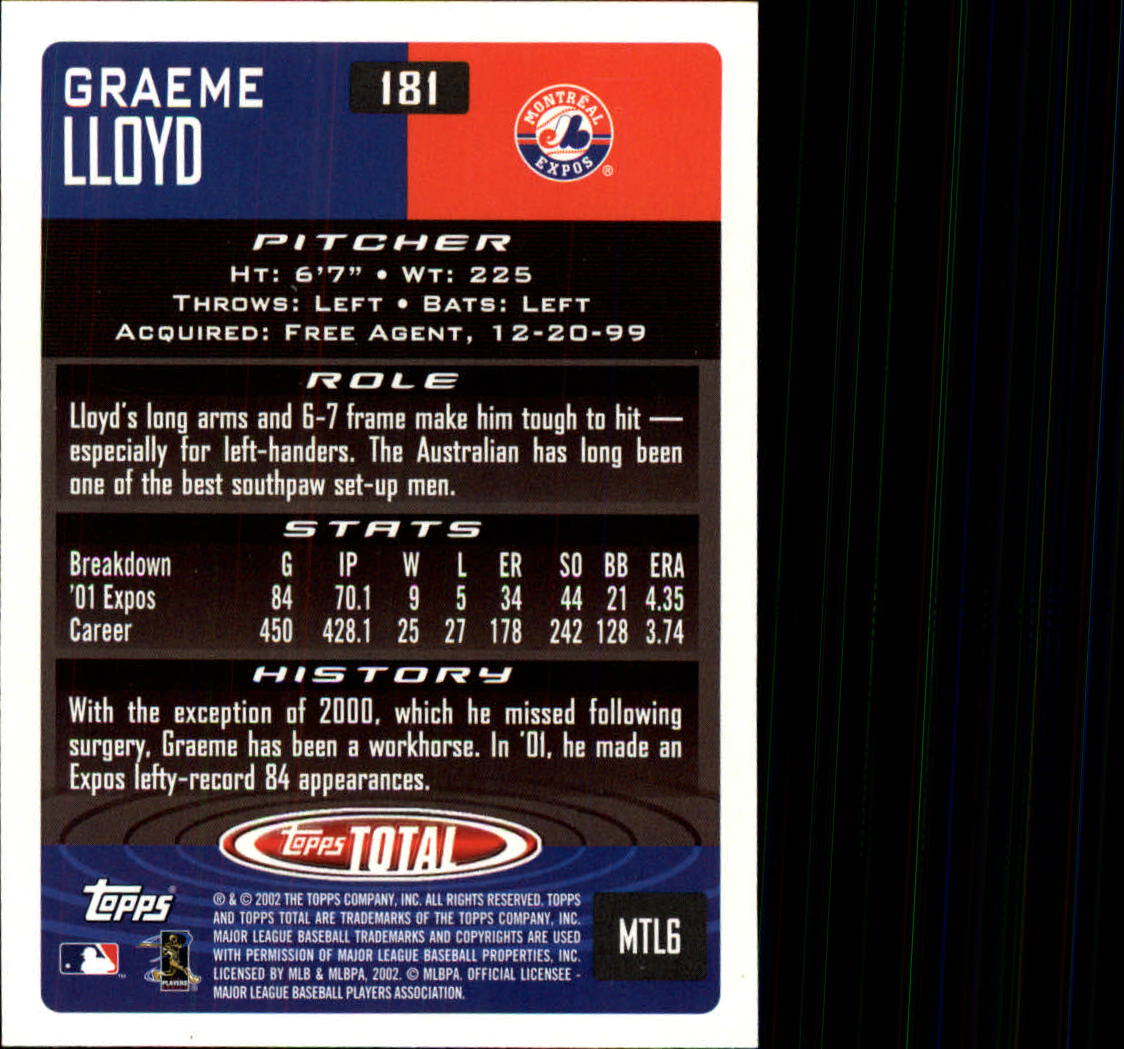 GRAEME
LLOYD
181
MONTRÉAL
EXPOS ®
PITCHER
HT: 6'7" • WT: 225
THROWS: LEFT • BATS: LEFT
ACQUIRED: FREE AGENT, 12-20-99
ROLE
Lloyd's long arms and 6-7 frame make him tough to hit —
especially for left-handers. The Australian has long been
one of the best southpaw set-up men.
STATS
Breakdown G IP W L ER SO BB ERA
'01 Expos 84 70.1 9 5 34 44 21 4.35
Career 450 428.1 25 27 178 242 128 3.74
HISTORY
With the exception of 2000, which he missed following
surgery, Graeme has been a workhorse. In '01, he made an
Expos lefty-record 84 appearances.
Topps TOTAL
Topps ®
® & © 2002 THE TOPPS COMPANY, INC. ALL RIGHTS RESERVED. TOPPS
AND TOPPS TOTAL ARE TRADEMARKS OF THE TOPPS COMPANY, INC.
MAJOR LEAGUE BASEBALL TRADEMARKS AND COPYRIGHTS ARE USED
WITH PERMISSION OF MAJOR LEAGUE BASEBALL PROPERTIES, INC.
LICENSED BY MLB & MLBPA, 2002. © MLBPA. OFFICIAL LICENSEE -
MAJOR LEAGUE BASEBALL PLAYERS ASSOCIATION.
PLAYERS
MTL6